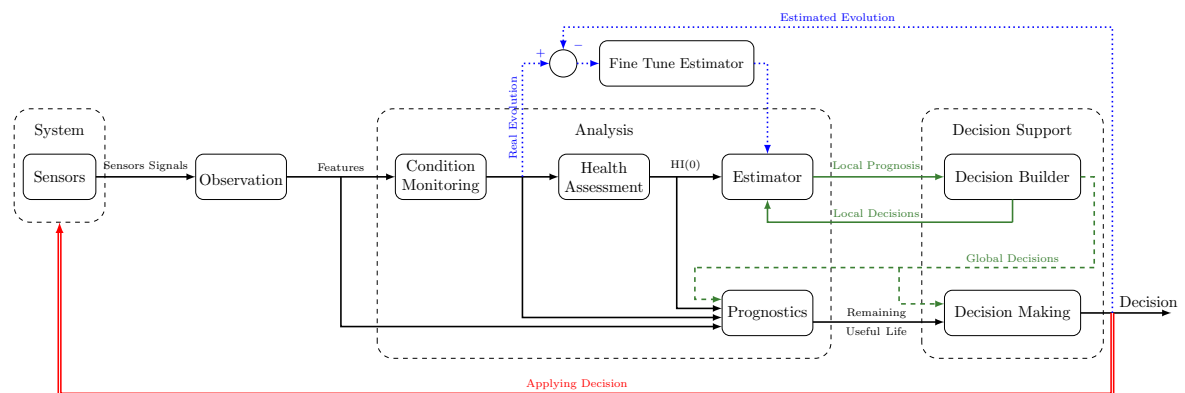 Estimated Evolution
+
−
Fine Tune Estimator
Real Evolution
System
Analysis
Decision Support
Sensors
Sensors Signals
Observation
Features
Condition
Monitoring
Health
Assessment
HI(0)
Estimator
Local Prognosis
Decision Builder
Local Decisions
Global Decisions
Prognostics
Remaining
Useful Life
Decision Making
Decision
Applying Decision